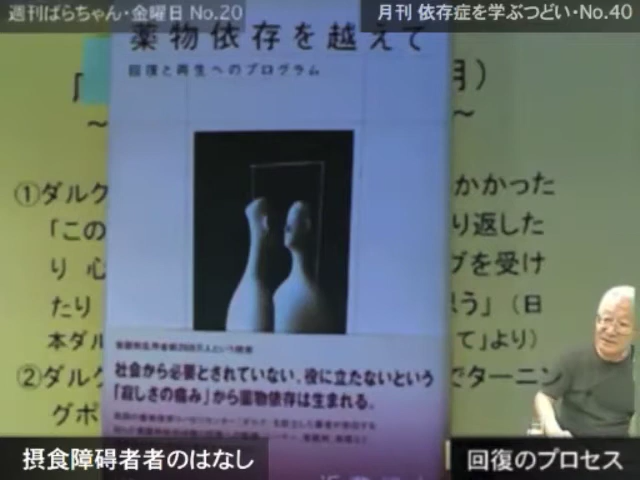 週刊ばらちゃん・金曜日 No.20
月刊 依存症を学ぶつどい・No.40
薬物依存を越えて
回復と再生へのプログラム
月）
①ダルク
かかった
「この
り返した
り 心
ブを受け
たり
う」（日
本ダル
て」より）
②ダル
でターニン
グポ
社会から必要とされていない、役に立たないという
「寂しさの痛み」から薬物依存は生まれる。
摂食障碍者者のはなし
回復のプロセス